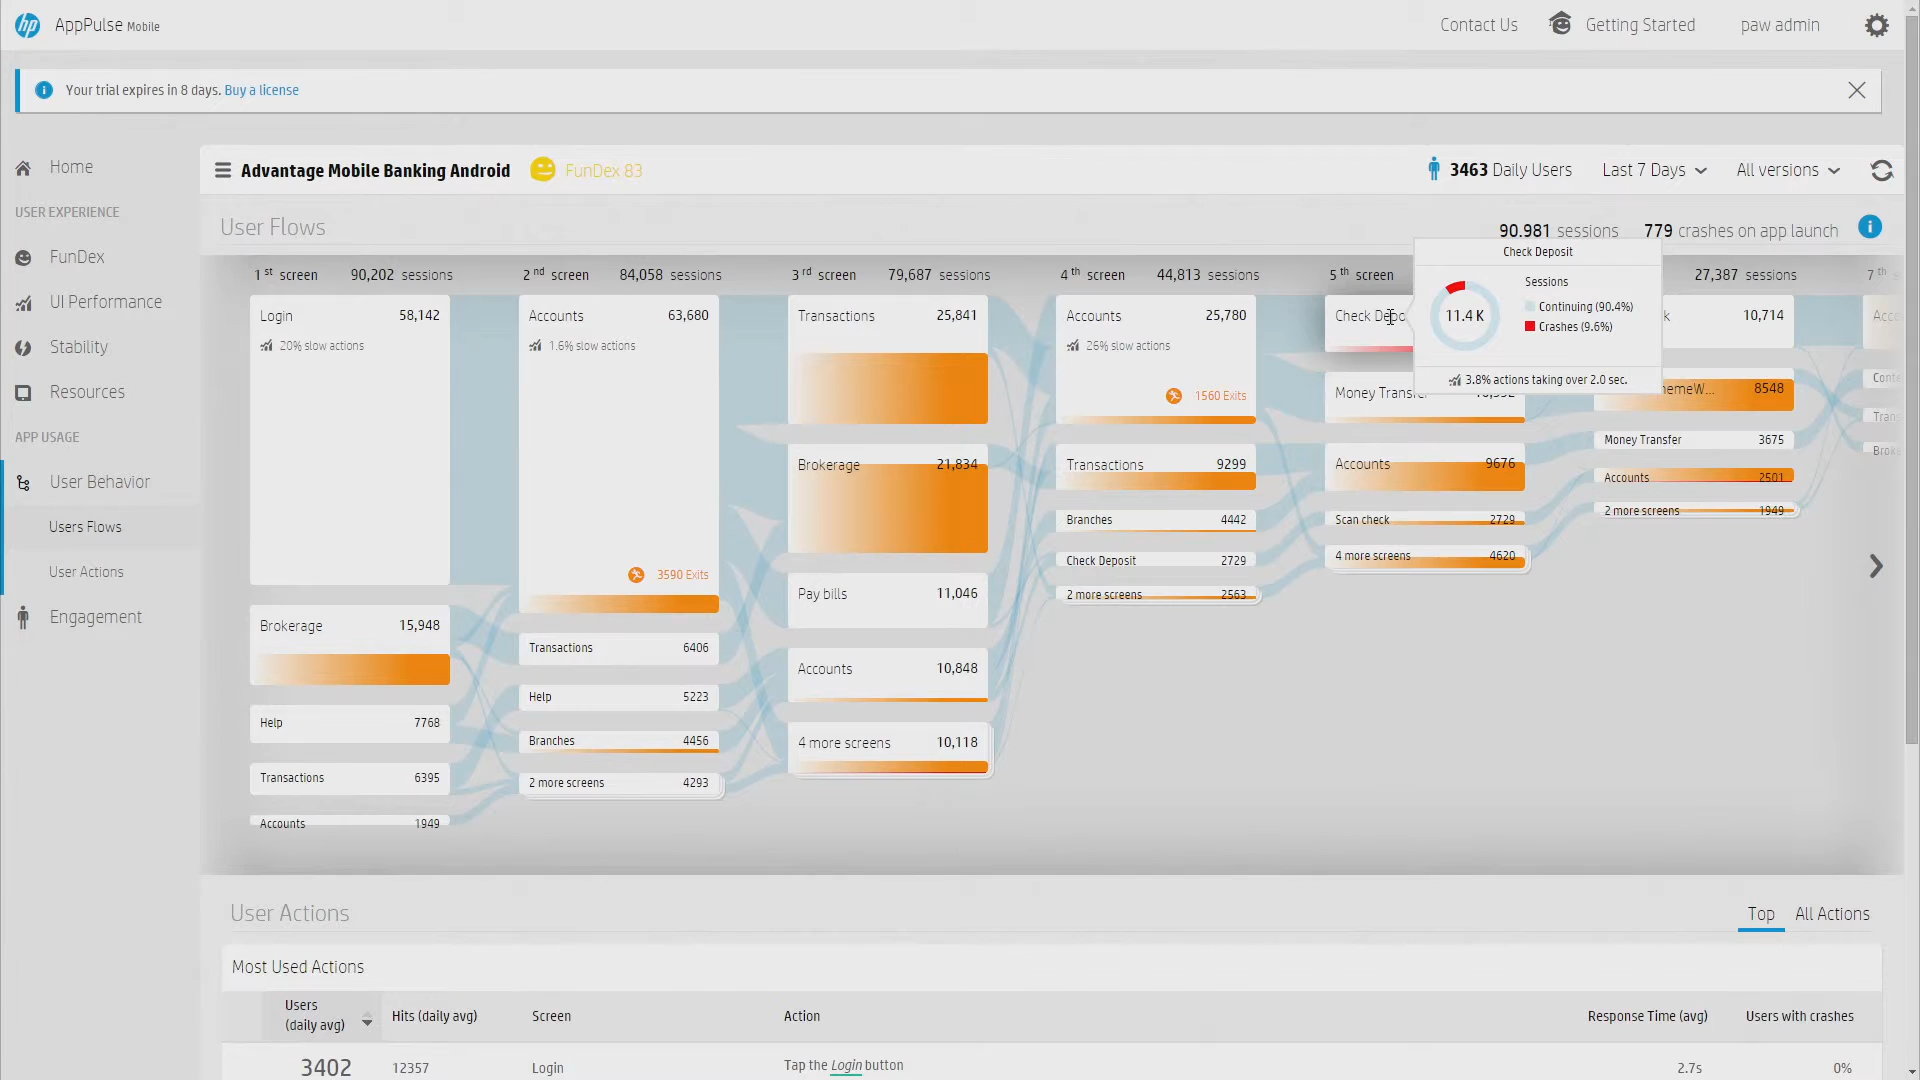 hp AppPulse Mobile
Contact Us
Getting Started
paw admin
Your trial expires in 8 days. Buy a license
Home
USER EXPERIENCE
FunDex
UI Performance
Stability
Resources
APP USAGE
User Behavior
Users Flows
User Actions
Engagement
Advantage Mobile Banking Android
FunDex 83
3463 Daily Users
Last 7 Days
All versions
User Flows
90,981 sessions
779 crashes on app launch
1st screen 90,202 sessions
Login 58,142
20% slow actions
Brokerage 15,948
Help 7768
Transactions 6395
Accounts 1949
2nd screen 84,058 sessions
Accounts 63,680
1.6% slow actions
3590 Exits
Transactions 6406
Help 5223
Branches 4456
2 more screens 4293
3rd screen 79,687 sessions
Transactions 25,841
Brokerage 21,834
Pay bills 11,046
Accounts 10,848
4 more screens 10,118
4th screen 44,813 sessions
Accounts 25,780
26% slow actions
1560 Exits
Transactions 9299
Branches 4442
Check Deposit 2729
2 more screens 2563
5th screen
Check Depo
Money Transfer
Accounts 9676
Scan check 2729
4 more screens 4620
Check Deposit
11.4 K
Sessions
Continuing (90.4%)
Crashes (9.6%)
3.8% actions taking over 2.0 sec.
27,387 sessions
k 10,714
hemeW... 8548
Money Transfer 3675
Accounts 2501
2 more screens 1949
7th
Acco
Conte
Trans
Broke
User Actions
Top
All Actions
Most Used Actions
Users
(daily avg)
Hits (daily avg)
Screen
Action
Response Time (avg)
Users with crashes
3402
12357
Login
Tap the Login button
2.7s
0%